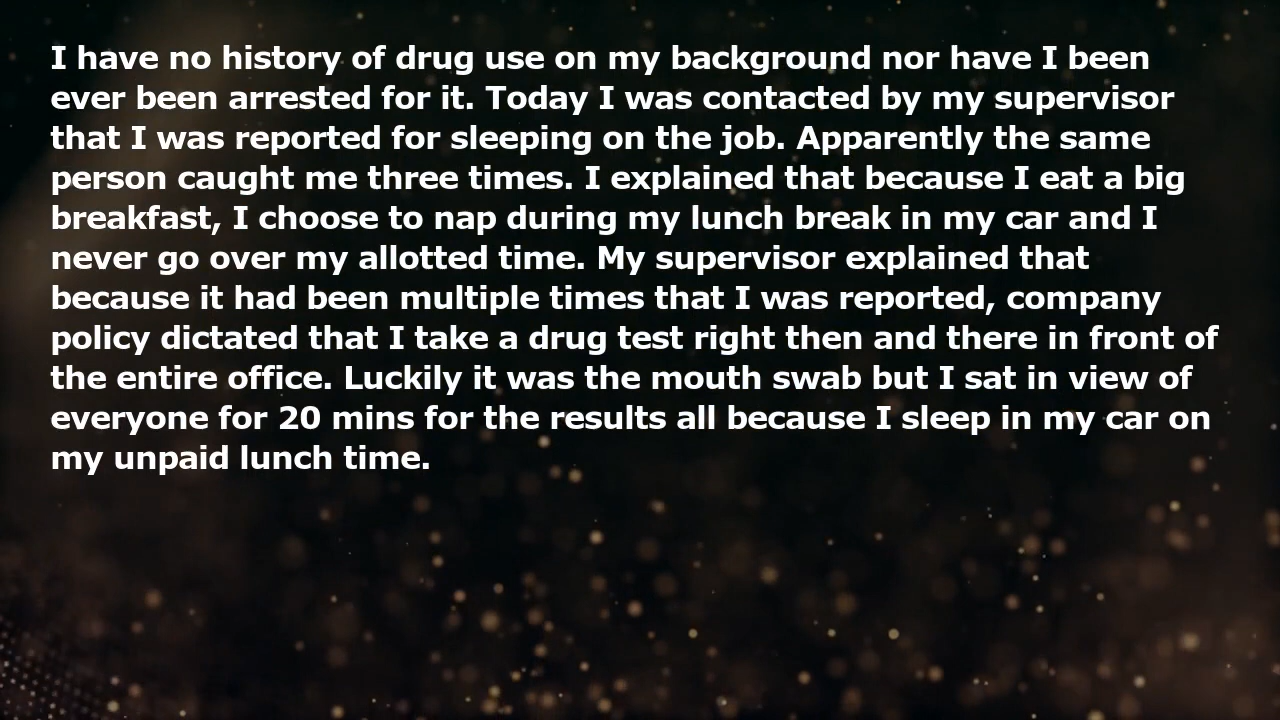 I have no history of drug use on my background nor have I been
ever been arrested for it. Today I was contacted by my supervisor
that I was reported for sleeping on the job. Apparently the same
person caught me three times. I explained that because I eat a big
breakfast, I choose to nap during my lunch break in my car and I
never go over my allotted time. My supervisor explained that
because it had been multiple times that I was reported, company
policy dictated that I take a drug test right then and there in front of
the entire office. Luckily it was the mouth swab but I sat in view of
everyone for 20 mins for the results all because I sleep in my car on
my unpaid lunch time.